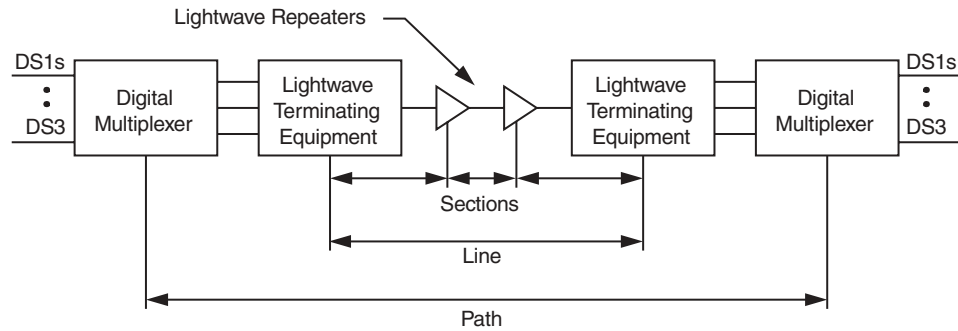 Lightwave Repeaters
DS1s
DS3
Digital
Multiplexer
Lightwave
Terminating
Equipment
Lightwave
Terminating
Equipment
Digital
Multiplexer
DS1s
DS3
Sections
Line
Path